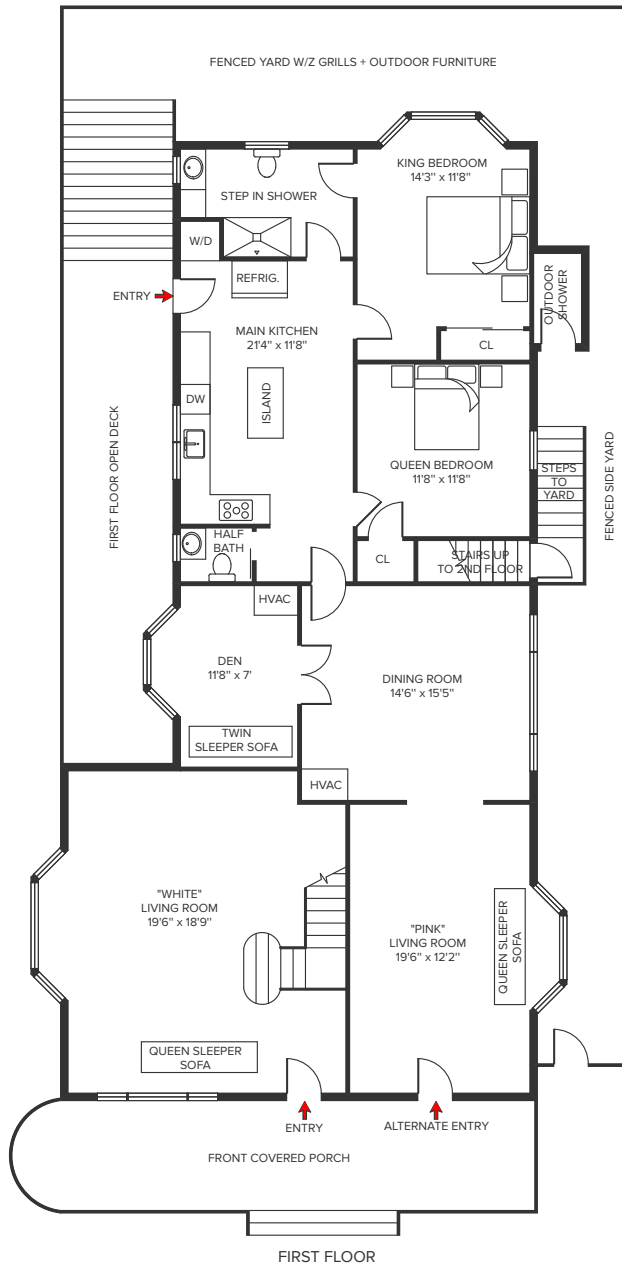 FENCED YARD W/Z GRILLS + OUTDOOR FURNITURE
KING BEDROOM
14'3" x 11'8"
STEP IN SHOWER
W/D
REFRIG.
ENTRY
OUTDOOR
SHOWER
MAIN KITCHEN
21'4" x 11'8"
CL
DW
ISLAND
FIRST FLOOR OPEN DECK
QUEEN BEDROOM
11'8" x 11'8"
STEPS
TO
YARD
FENCED SIDE YARD
HALF
BATH
CL
STAIRS UP
TO 2ND FLOOR
HVAC
DEN
11'8" x 7'
DINING ROOM
14'6" x 15'5"
TWIN
SLEEPER SOFA
HVAC
"WHITE"
LIVING ROOM
19'6" x 18'9"
"PINK"
LIVING ROOM
19'6" x 12'2"
QUEEN SLEEPER
SOFA
QUEEN SLEEPER
SOFA
ENTRY
ALTERNATE ENTRY
FRONT COVERED PORCH
FIRST FLOOR